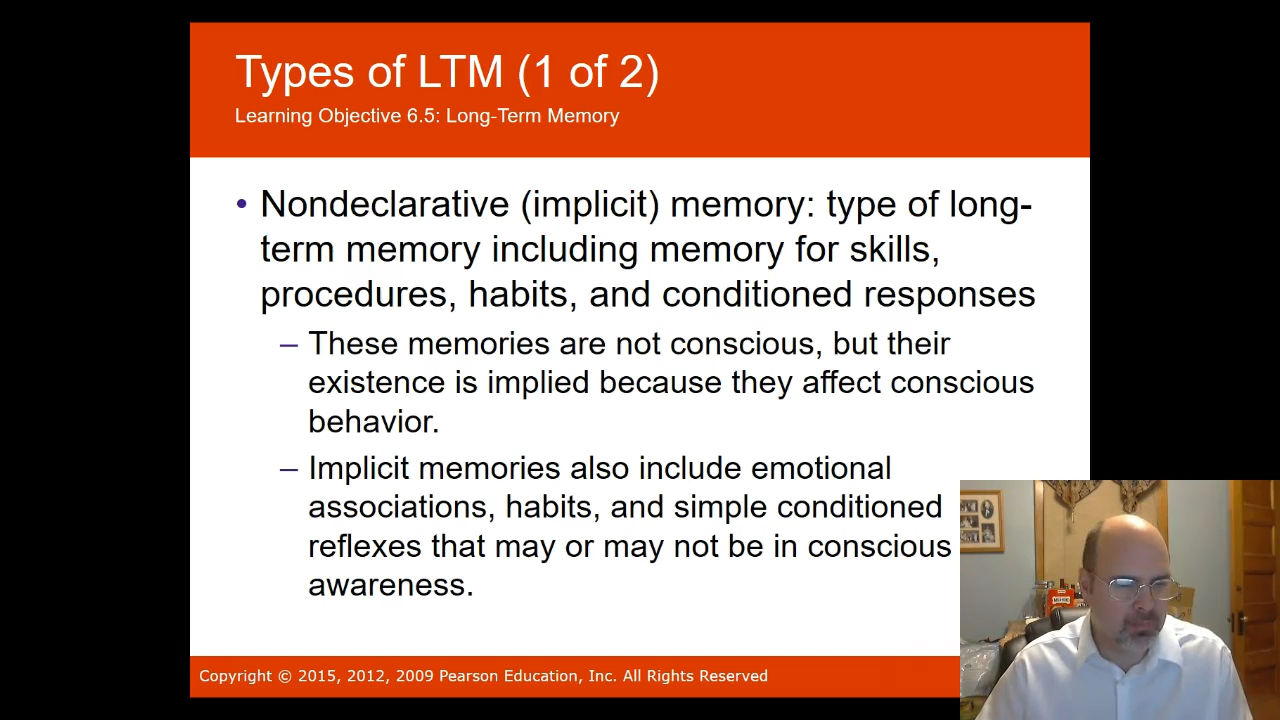 Types of LTM (1 of 2)
Learning Objective 6.5: Long-Term Memory
• Nondeclarative (implicit) memory: type of long-
term memory including memory for skills,
procedures, habits, and conditioned responses
– These memories are not conscious, but their
existence is implied because they affect conscious
behavior.
– Implicit memories also include emotional
associations, habits, and simple conditioned
reflexes that may or may not be in conscious
awareness.
Copyright © 2015, 2012, 2009 Pearson Education, Inc. All Rights Reserved